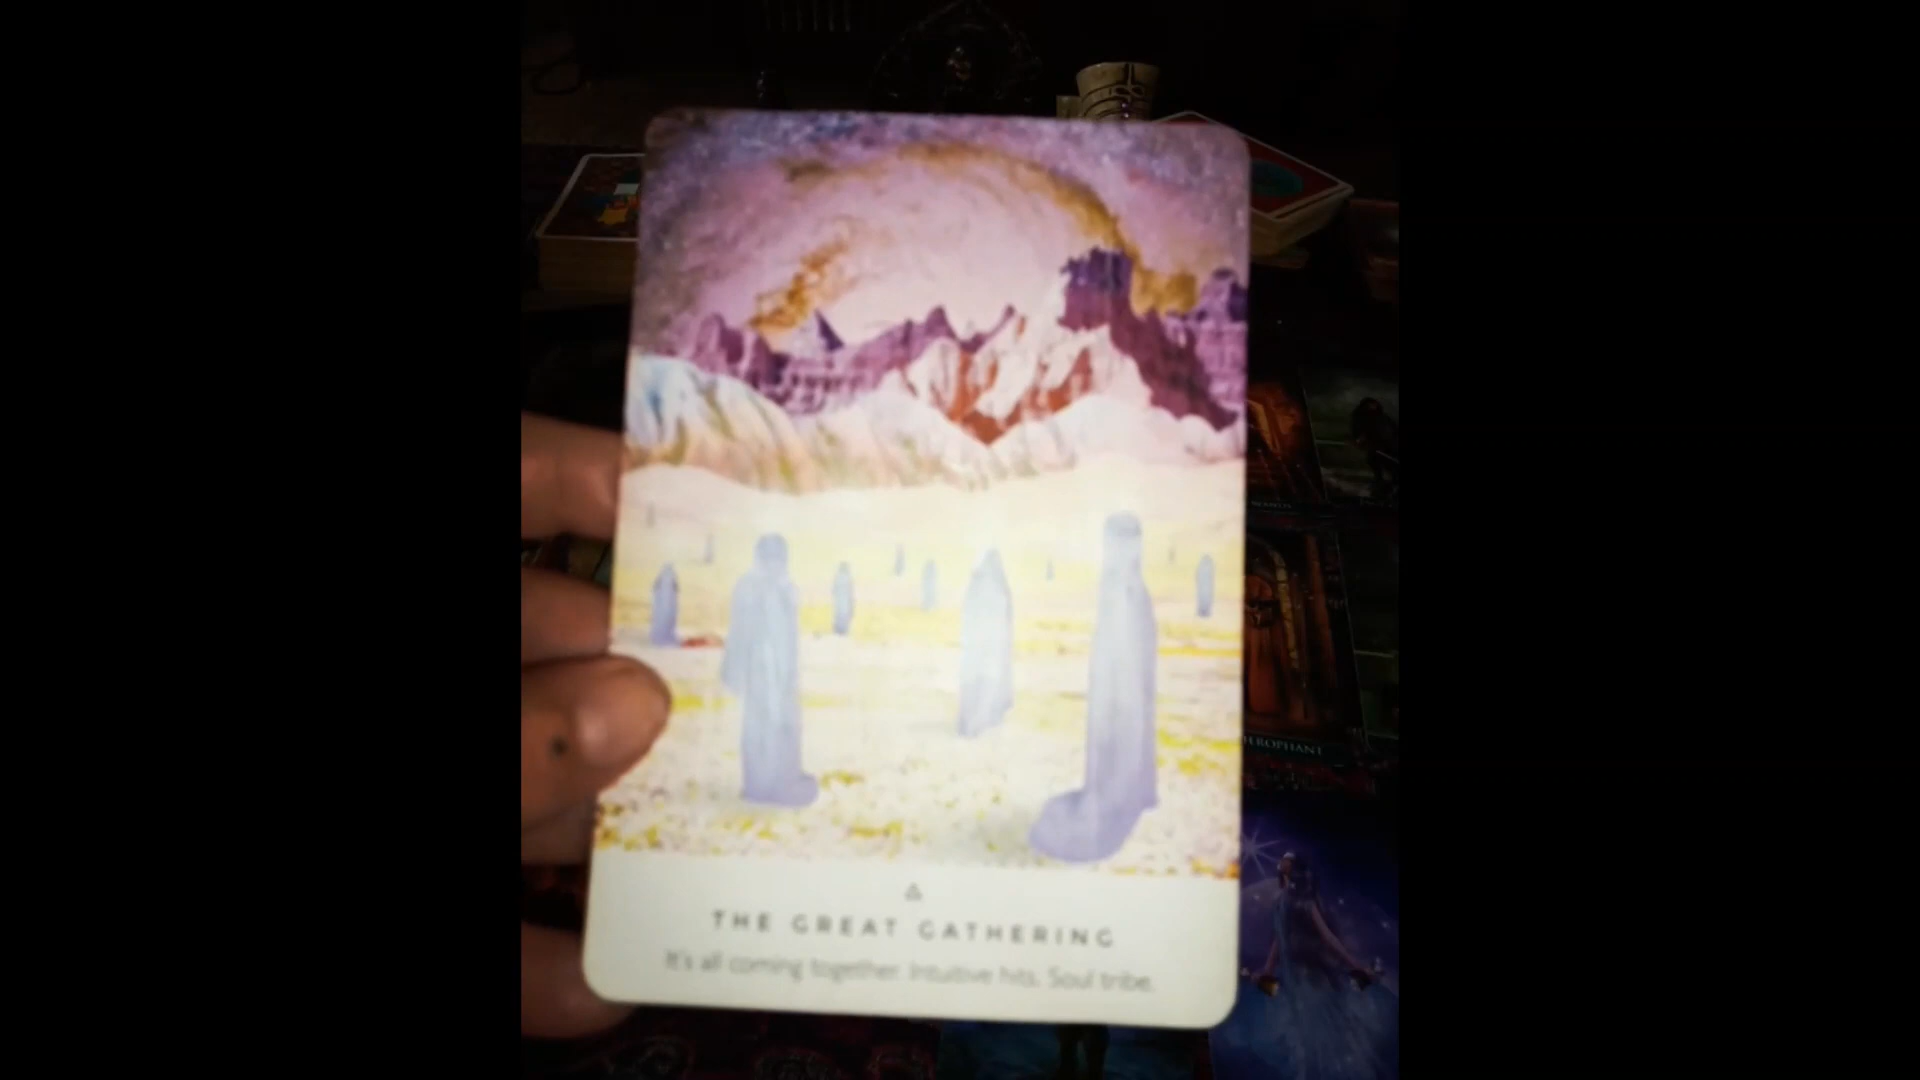 THE GREAT GATHERING
It's all coming together. Intuitive hits. Soul tribe.